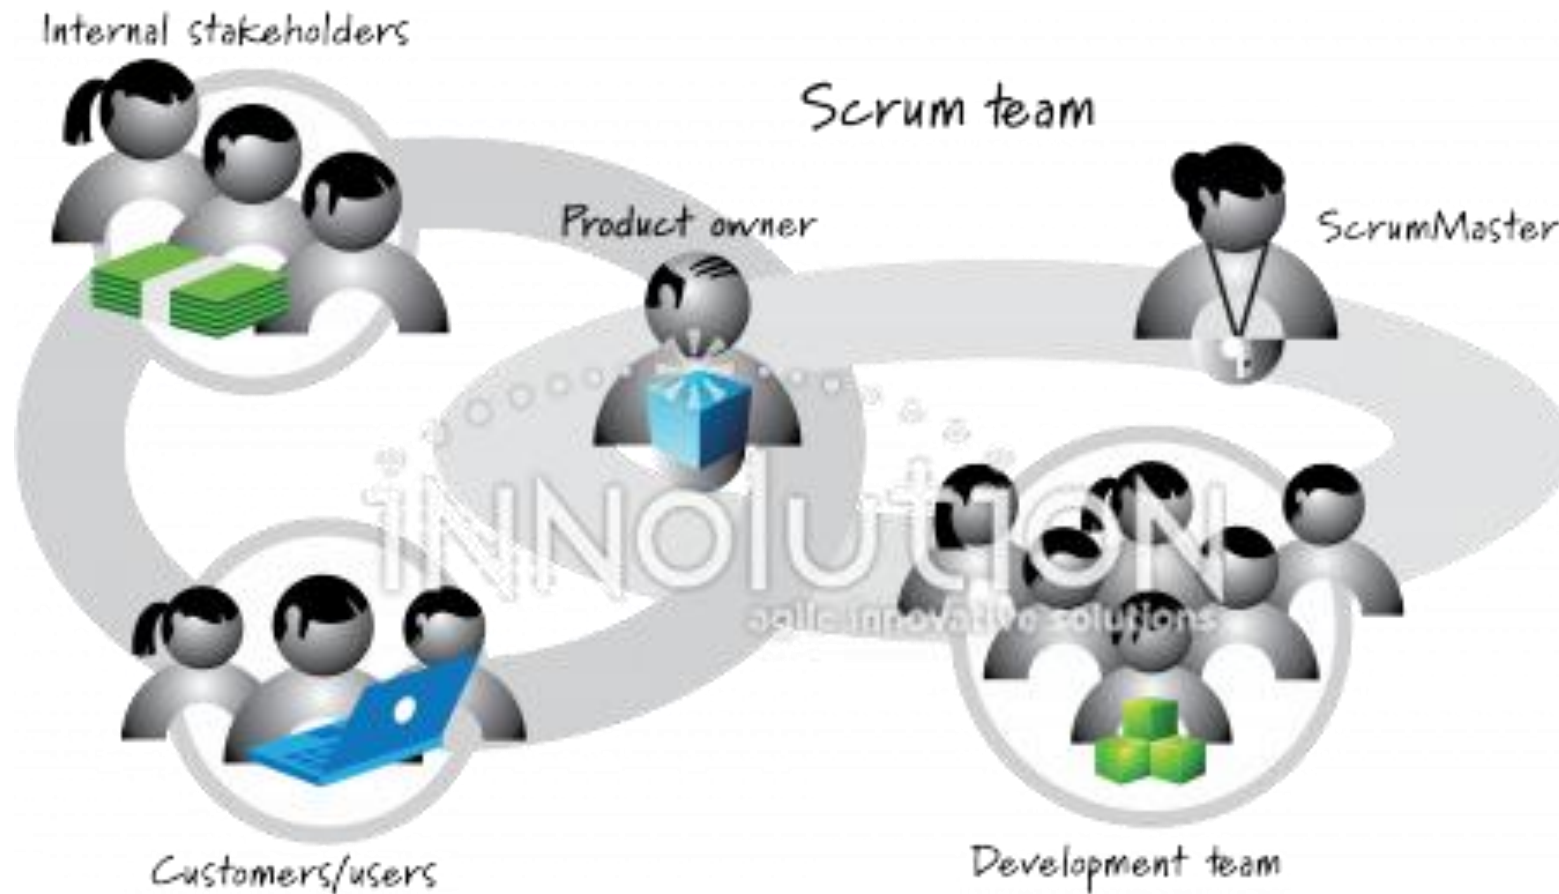 Internal stakeholders
Scrum team
Product owner
ScrumMaster
iNNolutioN
agile innovative solutions
Customers/users
Development team